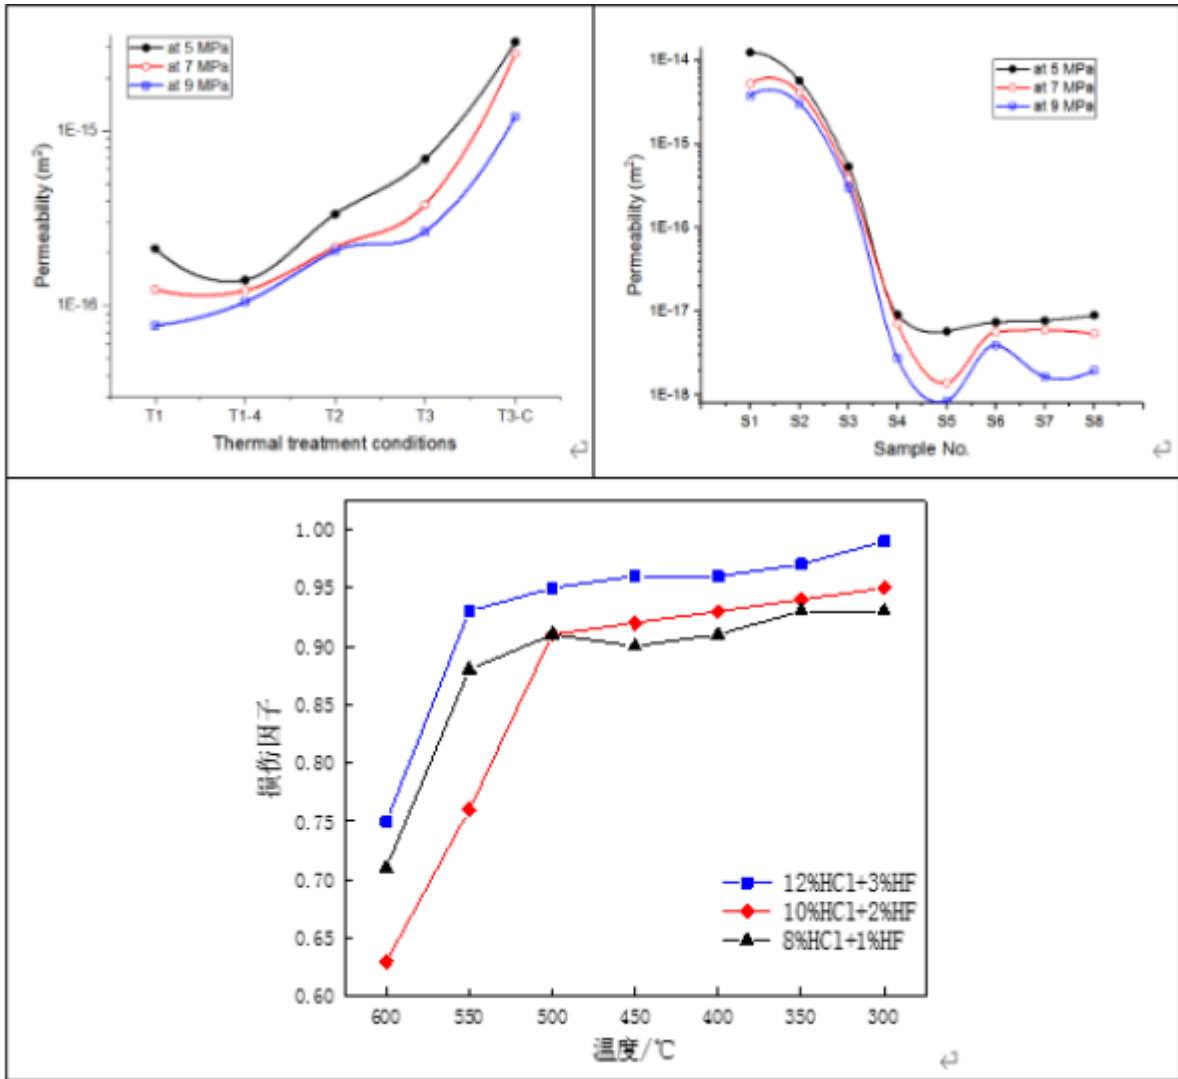 at 5 MPa
at 7 MPa
at 9 MPa
Permeability (m²)
1E-15
1E-16
T1
T1-4
T2
T3
T3-C
Thermal treatment conditions
at 5 MPa
at 7 MPa
at 9 MPa
Permeability (m²)
1E-14
1E-15
1E-16
1E-17
1E-18
S1
S2
S3
S4
S5
S6
S7
S8
Sample No.
损伤因子
1.00
0.95
0.90
0.85
0.80
0.75
0.70
0.65
0.60
12%HCl+3%HF
10%HCl+2%HF
8%HCl+1%HF
600
550
500
450
400
350
300
温度/℃